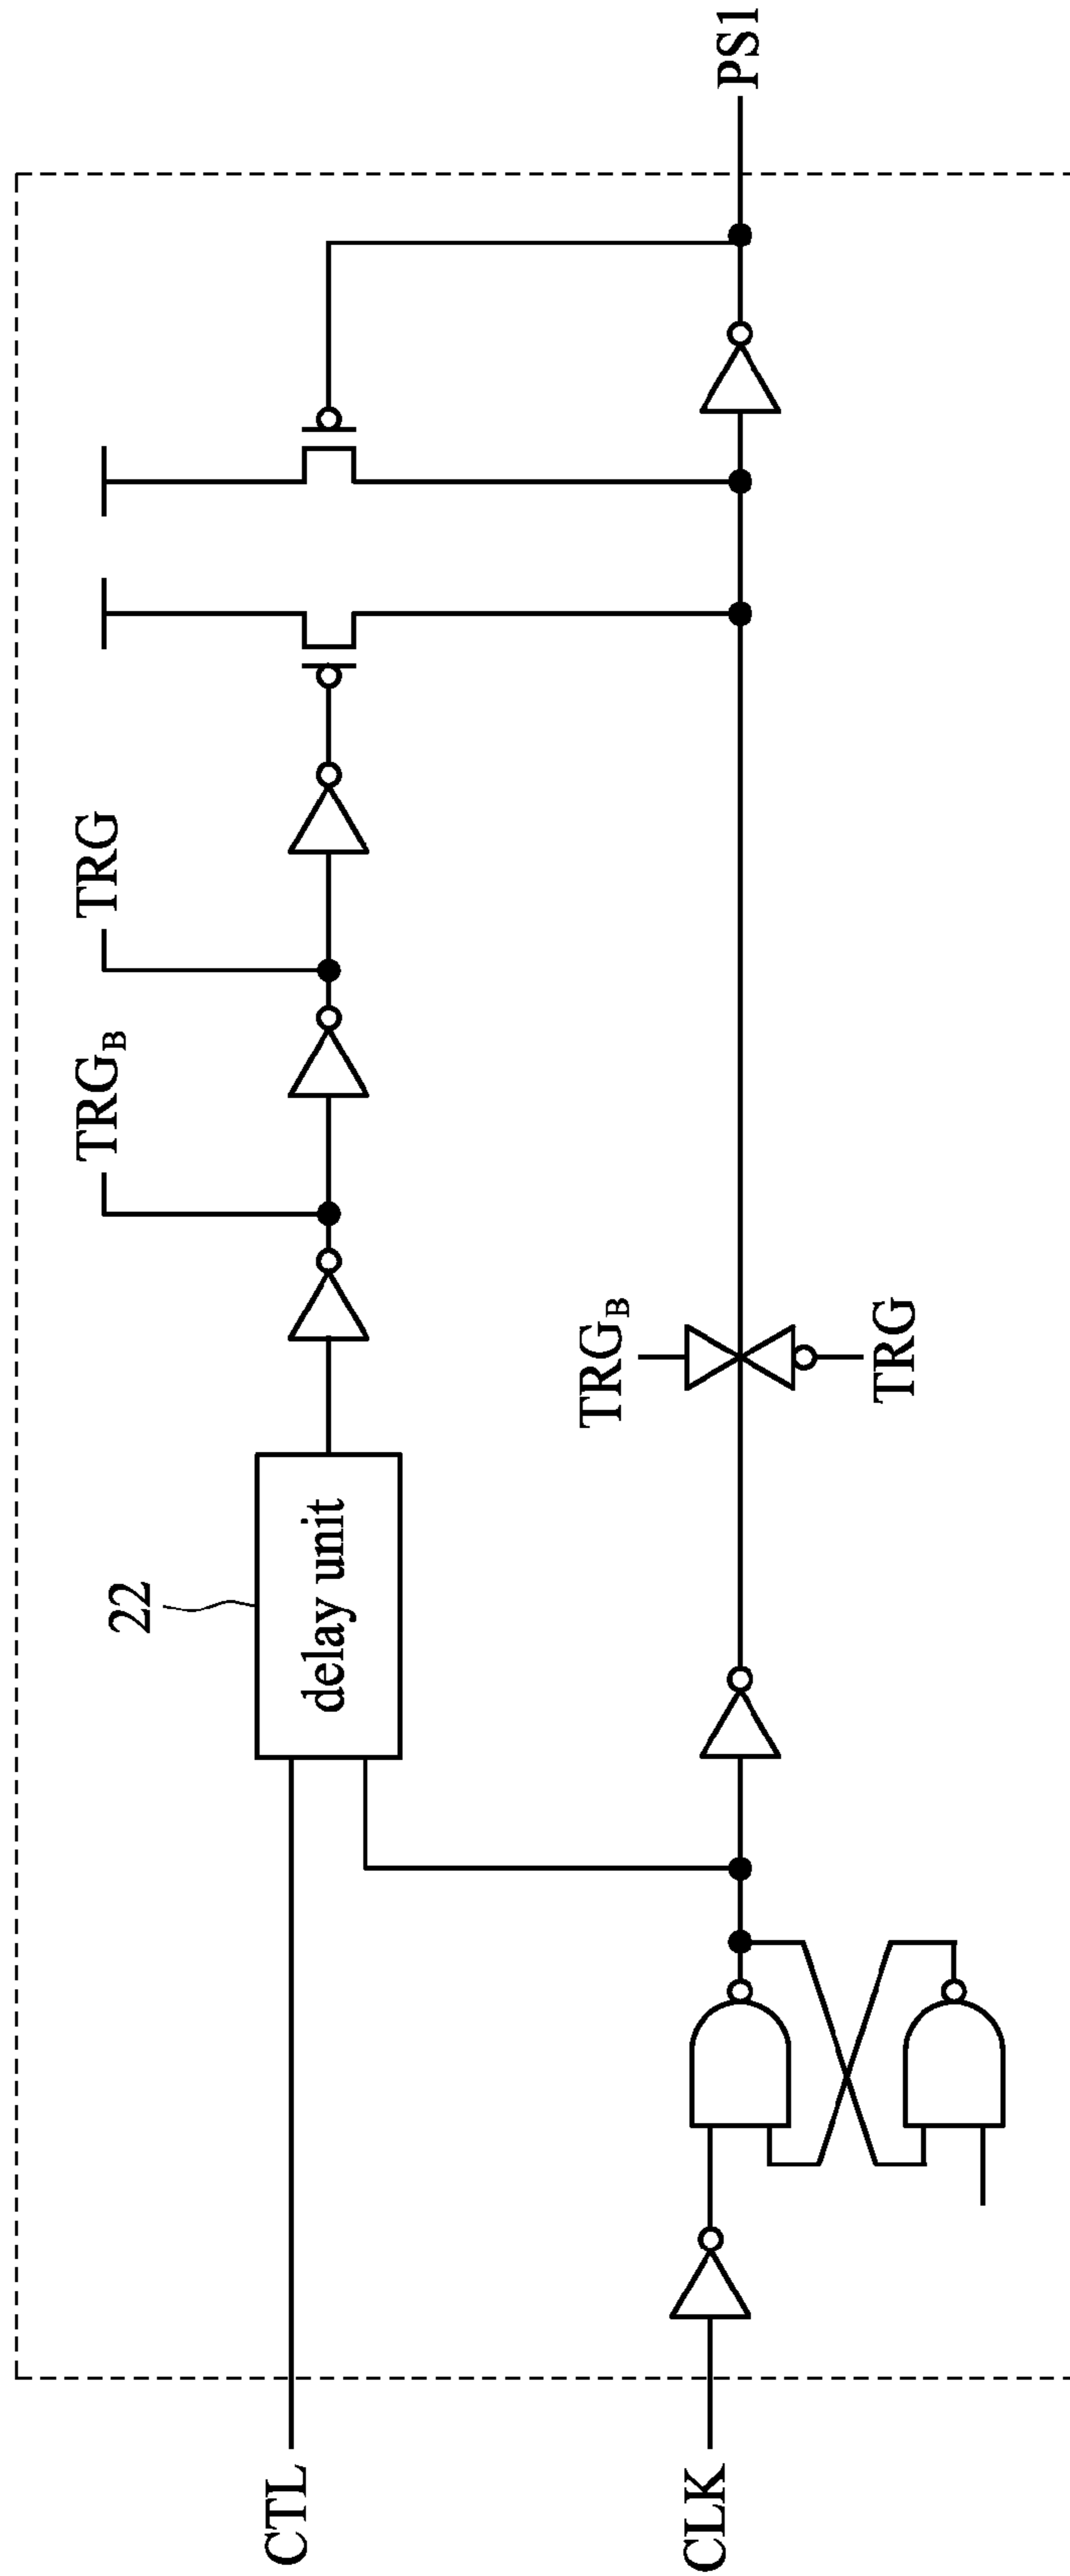 CTL
CLK
22
delay unit
TRGB
TRG
TRGB
TRG
PS1